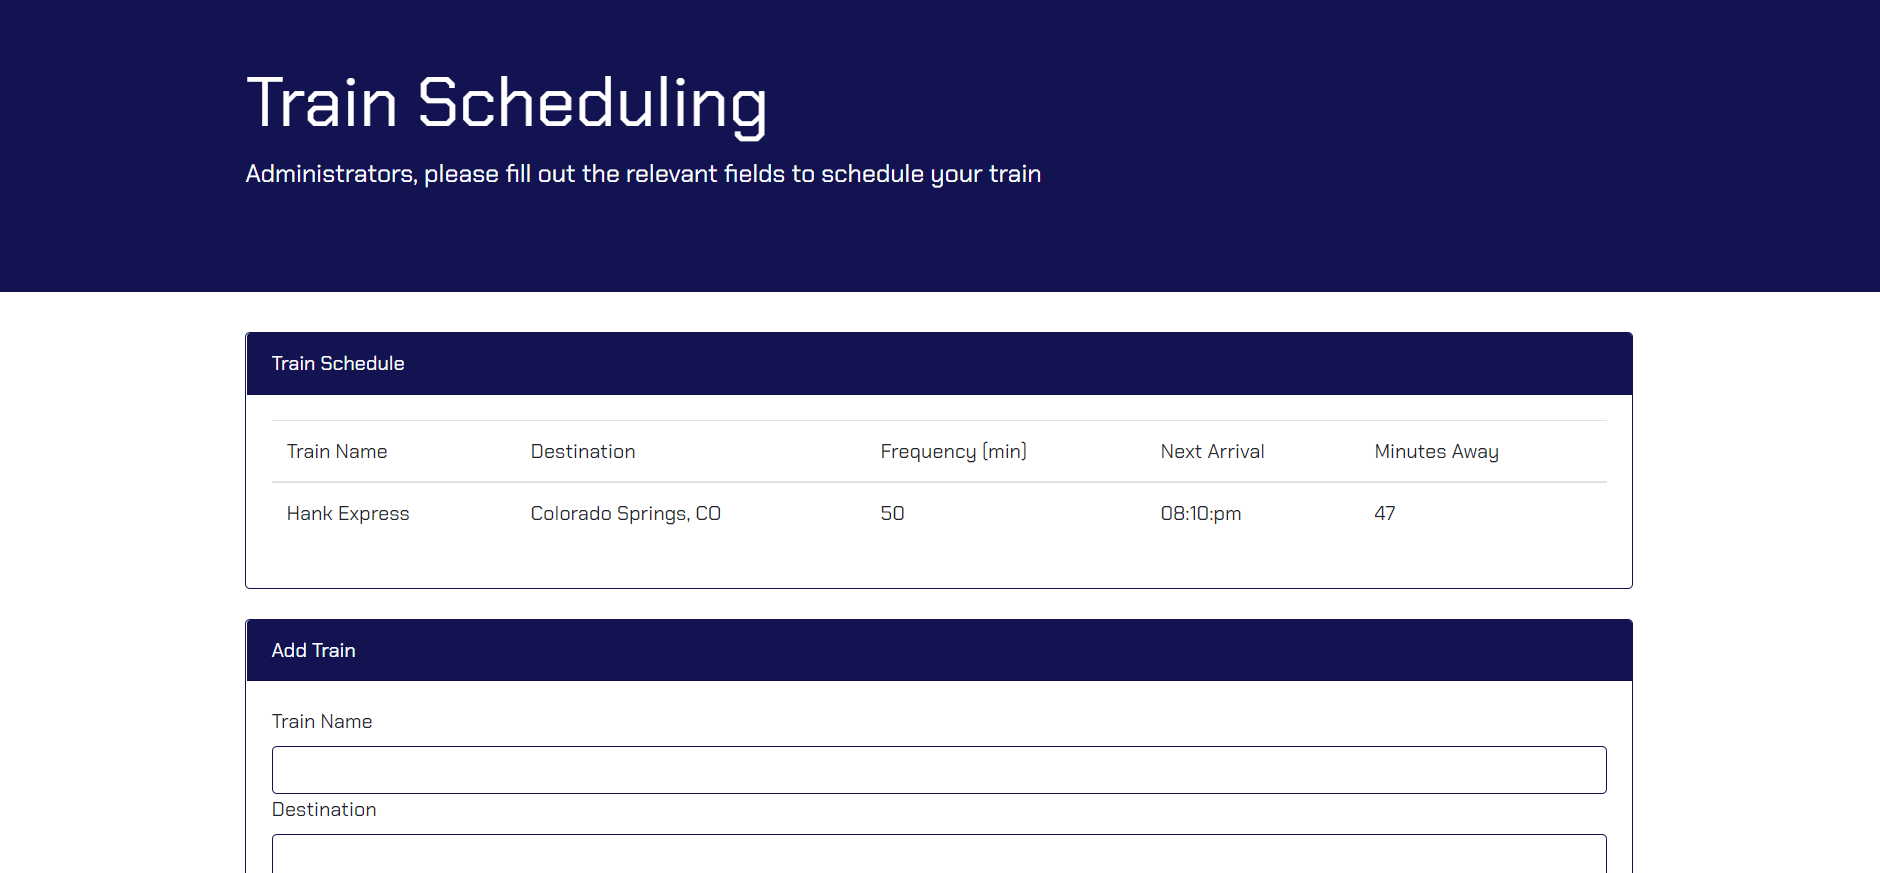 Train Scheduling
Administrators, please fill out the relevant fields to schedule your train
Train Schedule
Train Name Destination Frequency (min) Next Arrival Minutes Away
Hank Express Colorado Springs, CO 50 08:10:pm 47
Add Train
Train Name
Destination